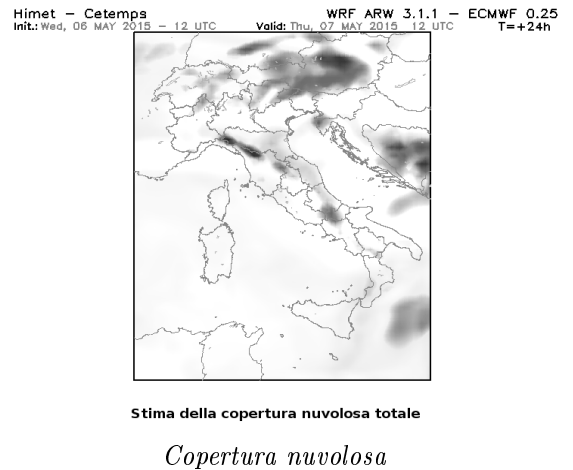 Himet – Cetemps WRF ARW 3.1.1 – ECMWF 0.25
Init.: Wed, 06 MAY 2015 – 12 UTC Valid: Thu, 07 MAY 2015 12 UTC T=+24h
Stima della copertura nuvolosa totale
Copertura nuvolosa